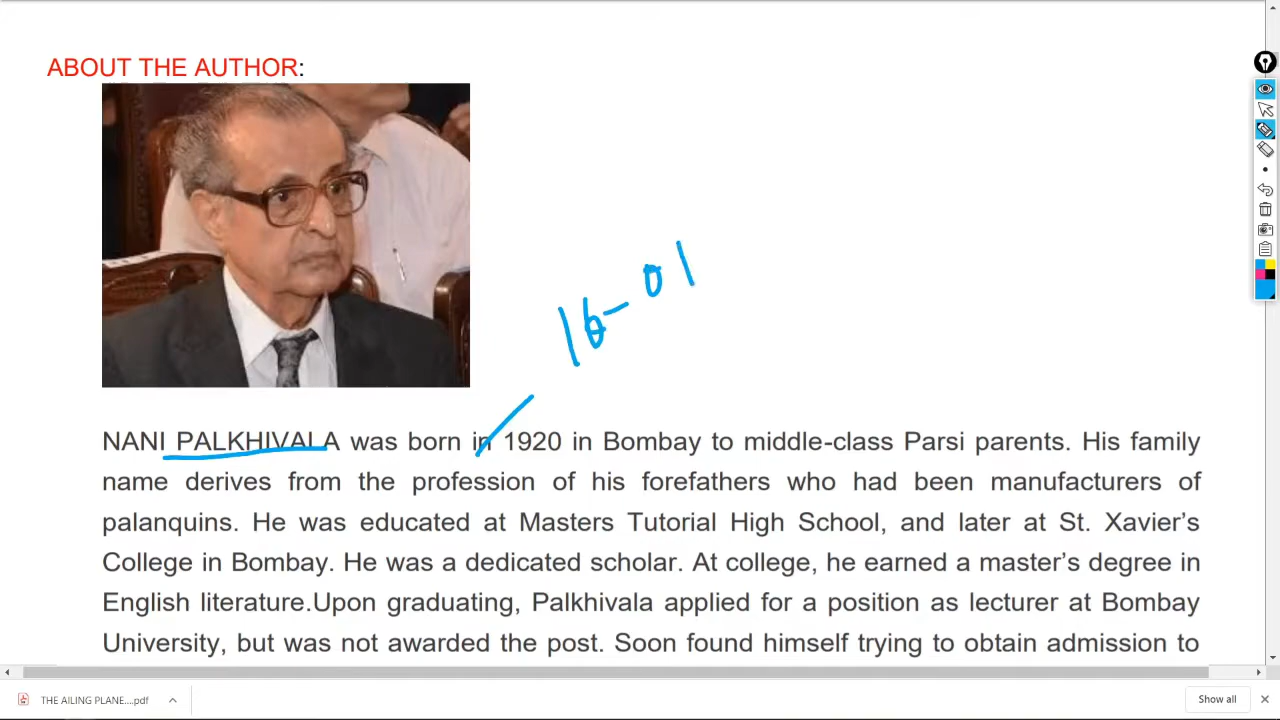 ABOUT THE AUTHOR:
16-01
NANI PALKHIVALA was born in 1920 in Bombay to middle-class Parsi parents. His family
name derives from the profession of his forefathers who had been manufacturers of
palanquins. He was educated at Masters Tutorial High School, and later at St. Xavier’s
College in Bombay. He was a dedicated scholar. At college, he earned a master’s degree in
English literature.Upon graduating, Palkhivala applied for a position as lecturer at Bombay
University, but was not awarded the post. Soon found himself trying to obtain admission to
THE AILING PLANE....pdf
Show all